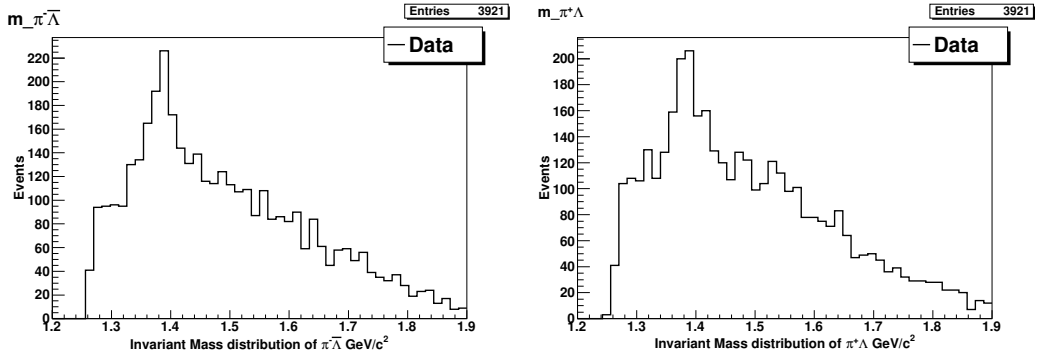 m_π⁻Λ̅
Entries 3921
Data
Events
220
200
180
160
140
120
100
80
60
40
20
0
1.2 1.3 1.4 1.5 1.6 1.7 1.8 1.9
Invariant Mass distribution of π⁻Λ̅ GeV/c²
m_π⁺Λ
Entries 3921
Data
Events
200
180
160
140
120
100
80
60
40
20
0
1.2 1.3 1.4 1.5 1.6 1.7 1.8 1.9
Invariant Mass distribution of π⁺Λ GeV/c²